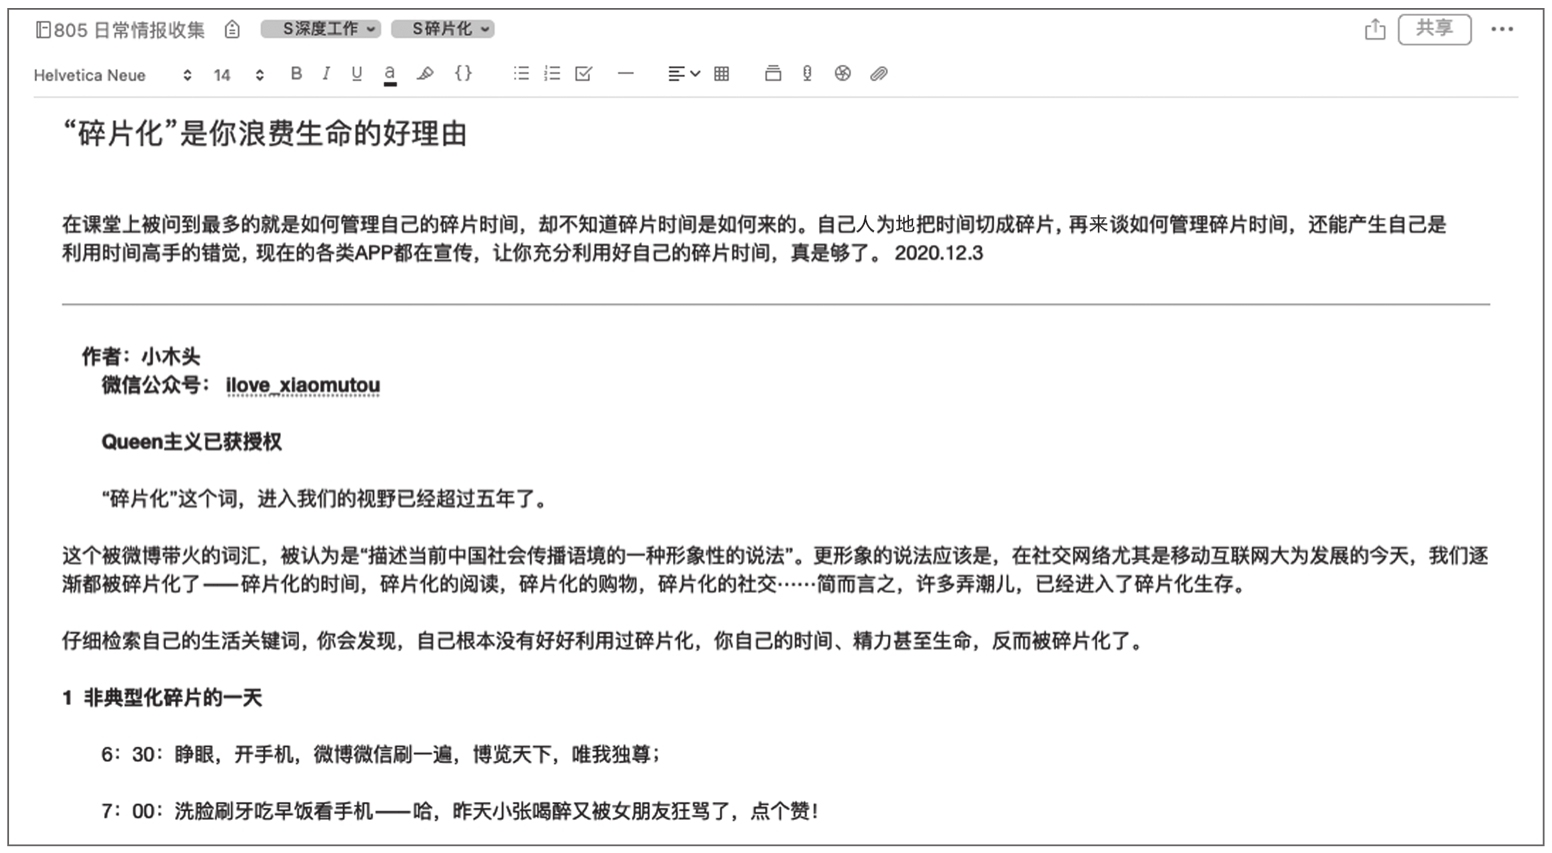 805 日常情报收集 S深度工作 S碎片化 共享
Helvetica Neue 14 B I U a {}
“碎片化”是你浪费生命的好理由
在课堂上被问到最多的就是如何管理自己的碎片时间，却不知道碎片时间是如何来的。自己人为地把时间切成碎片，再来谈如何管理碎片时间，还能产生自己是
利用时间高手的错觉，现在的各类APP都在宣传，让你充分利用好自己的碎片时间，真是够了。 2020.12.3
作者：小木头
微信公众号： ilove_xiaomutou
Queen主义已获授权
“碎片化”这个词，进入我们的视野已经超过五年了。
这个被微博带火的词汇，被认为是“描述当前中国社会传播语境的一种形象性的说法”。更形象的说法应该是，在社交网络尤其是移动互联网大为发展的今天，我们逐
渐都被碎片化了——碎片化的时间，碎片化的阅读，碎片化的购物，碎片化的社交……简而言之，许多弄潮儿，已经进入了碎片化生存。
仔细检索自己的生活关键词，你会发现，自己根本没有好好利用过碎片化，你自己的时间、精力甚至生命，反而被碎片化了。
1 非典型化碎片的一天
6：30：睁眼，开手机，微博微信刷一遍，博览天下，唯我独尊；
7：00：洗脸刷牙吃早饭看手机——哈，昨天小张喝醉又被女朋友狂骂了，点个赞！